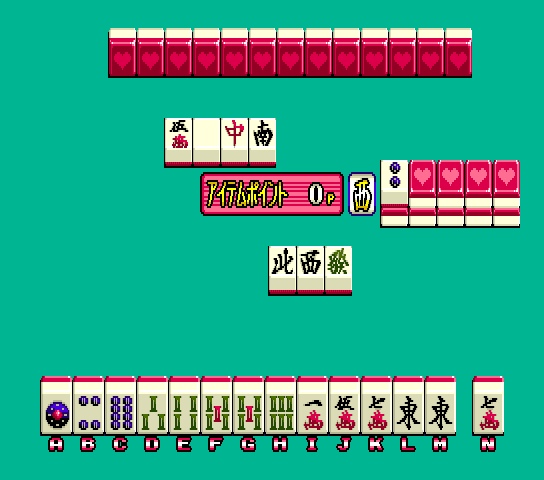 伍萬 中 南
アイテムポイント 0P 西
北 西 發
一萬 伍萬 七萬 東 東 七萬
A B C D E F G H I J K L M N